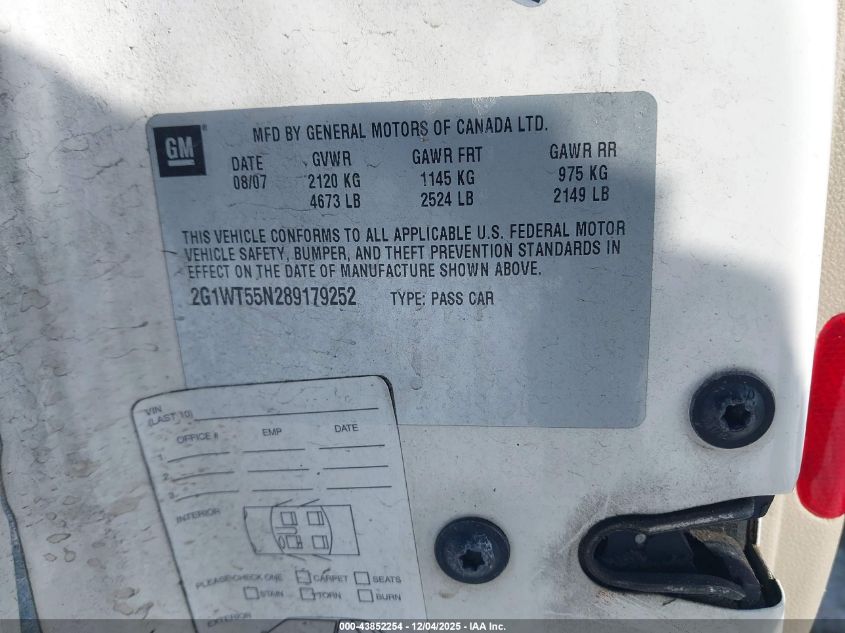 GM
MFD BY GENERAL MOTORS OF CANADA LTD.
DATE GVWR GAWR FRT GAWR RR
08/07 2120 KG 1145 KG 975 KG
4673 LB 2524 LB 2149 LB
THIS VEHICLE CONFORMS TO ALL APPLICABLE U.S. FEDERAL MOTOR
VEHICLE SAFETY, BUMPER, AND THEFT PREVENTION STANDARDS IN
EFFECT ON THE DATE OF MANUFACTURE SHOWN ABOVE.
2G1WT55N289179252 TYPE: PASS CAR
VIN
(LAST 10)
OFFICE # EMP DATE
1.
2.
3.
INTERIOR
PLEASE CHECK ONE CARPET SEATS
STAIN TORN BURN
EXTERIOR
000-43852254 - 12/04/2025 - IAA Inc.